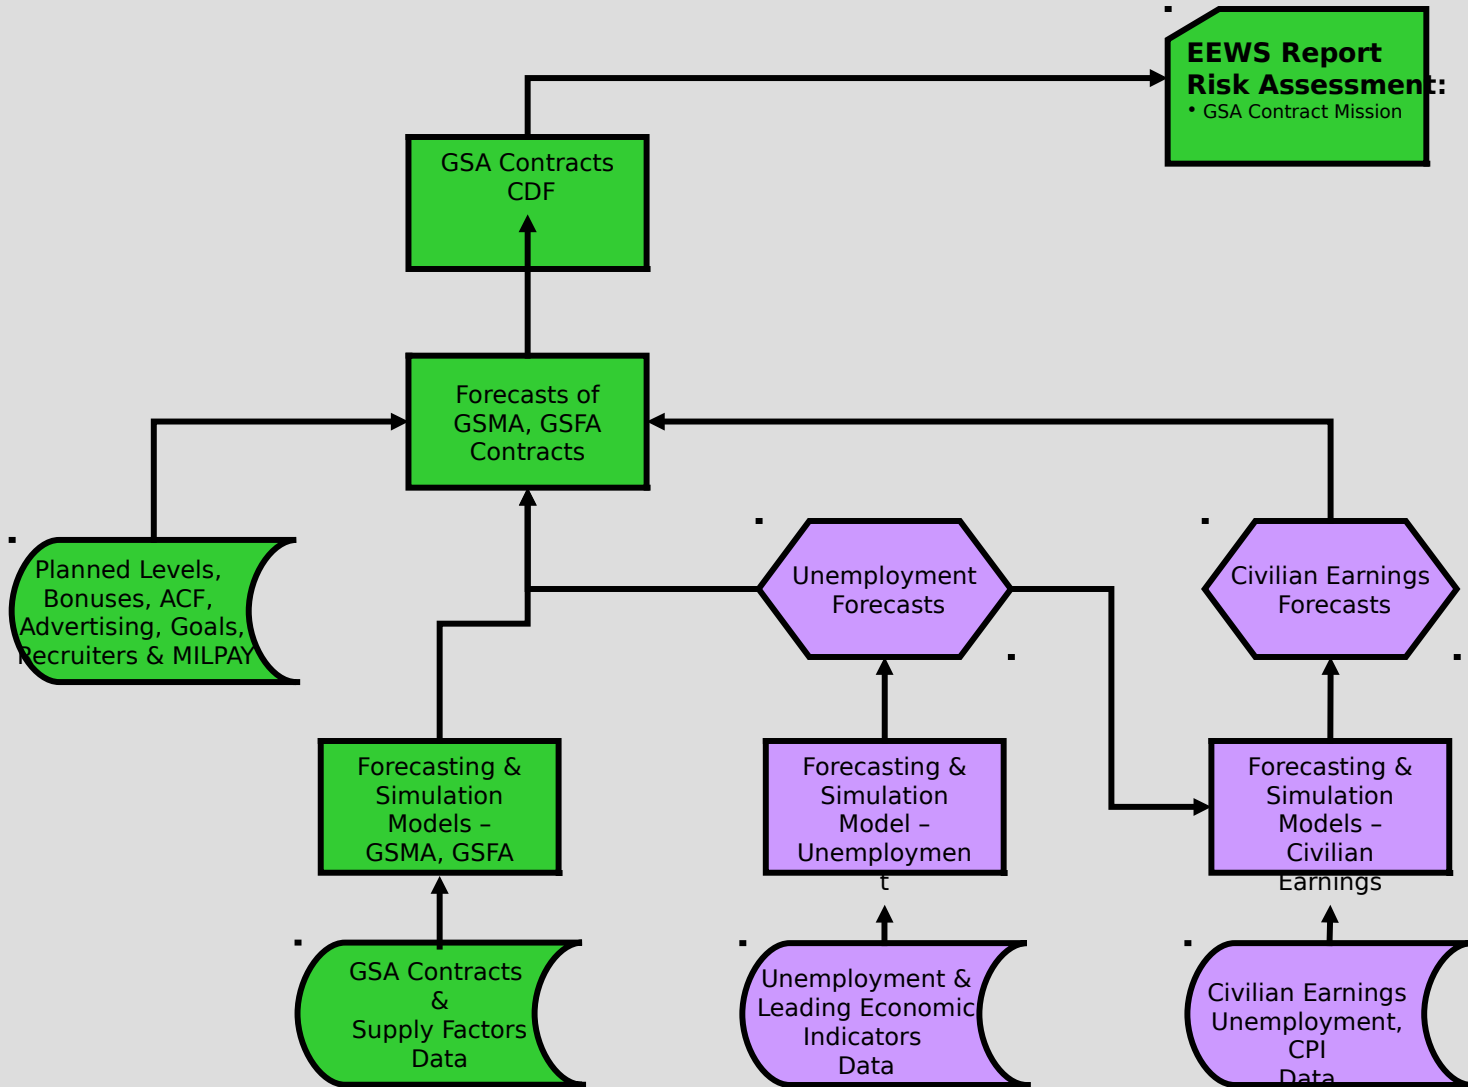 EEWS Report
Risk Assessment:
• GSA Contract Mission
GSA Contracts
CDF
Forecasts of
GSMA, GSFA
Contracts
Planned Levels,
Bonuses, ACF,
Advertising, Goals,
Recruiters & MILPAY
Unemployment
Forecasts
Civilian Earnings
Forecasts
Forecasting &
Simulation
Models –
GSMA, GSFA
Forecasting &
Simulation
Model –
Unemploymen
t
Forecasting &
Simulation
Models –
Civilian
Earnings
GSA Contracts
&
Supply Factors
Data
Unemployment &
Leading Economic
Indicators
Data
Civilian Earnings
Unemployment,
CPI
Data